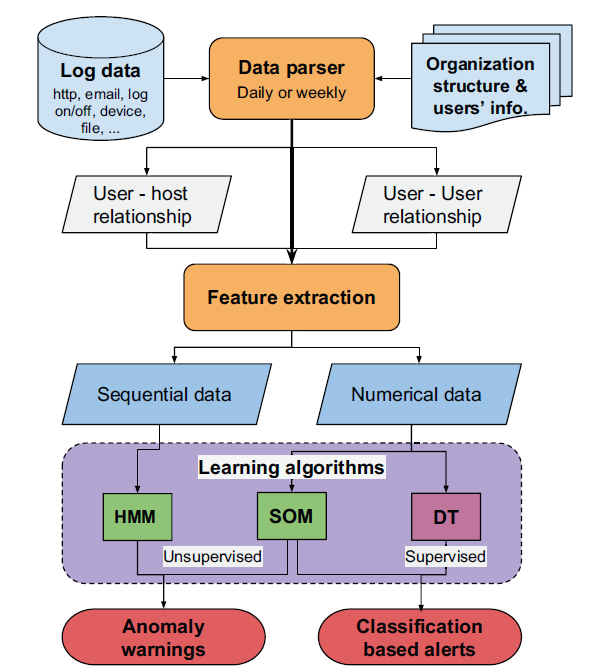 Log data
http, email, log
on/off, device,
file, ...
Data parser
Daily or weekly
Organization
structure &
users' info.
User - host
relationship
User - User
relationship
Feature extraction
Sequential data
Numerical data
Learning algorithms
HMM
SOM
DT
Unsupervised
Supervised
Anomaly
warnings
Classification
based alerts